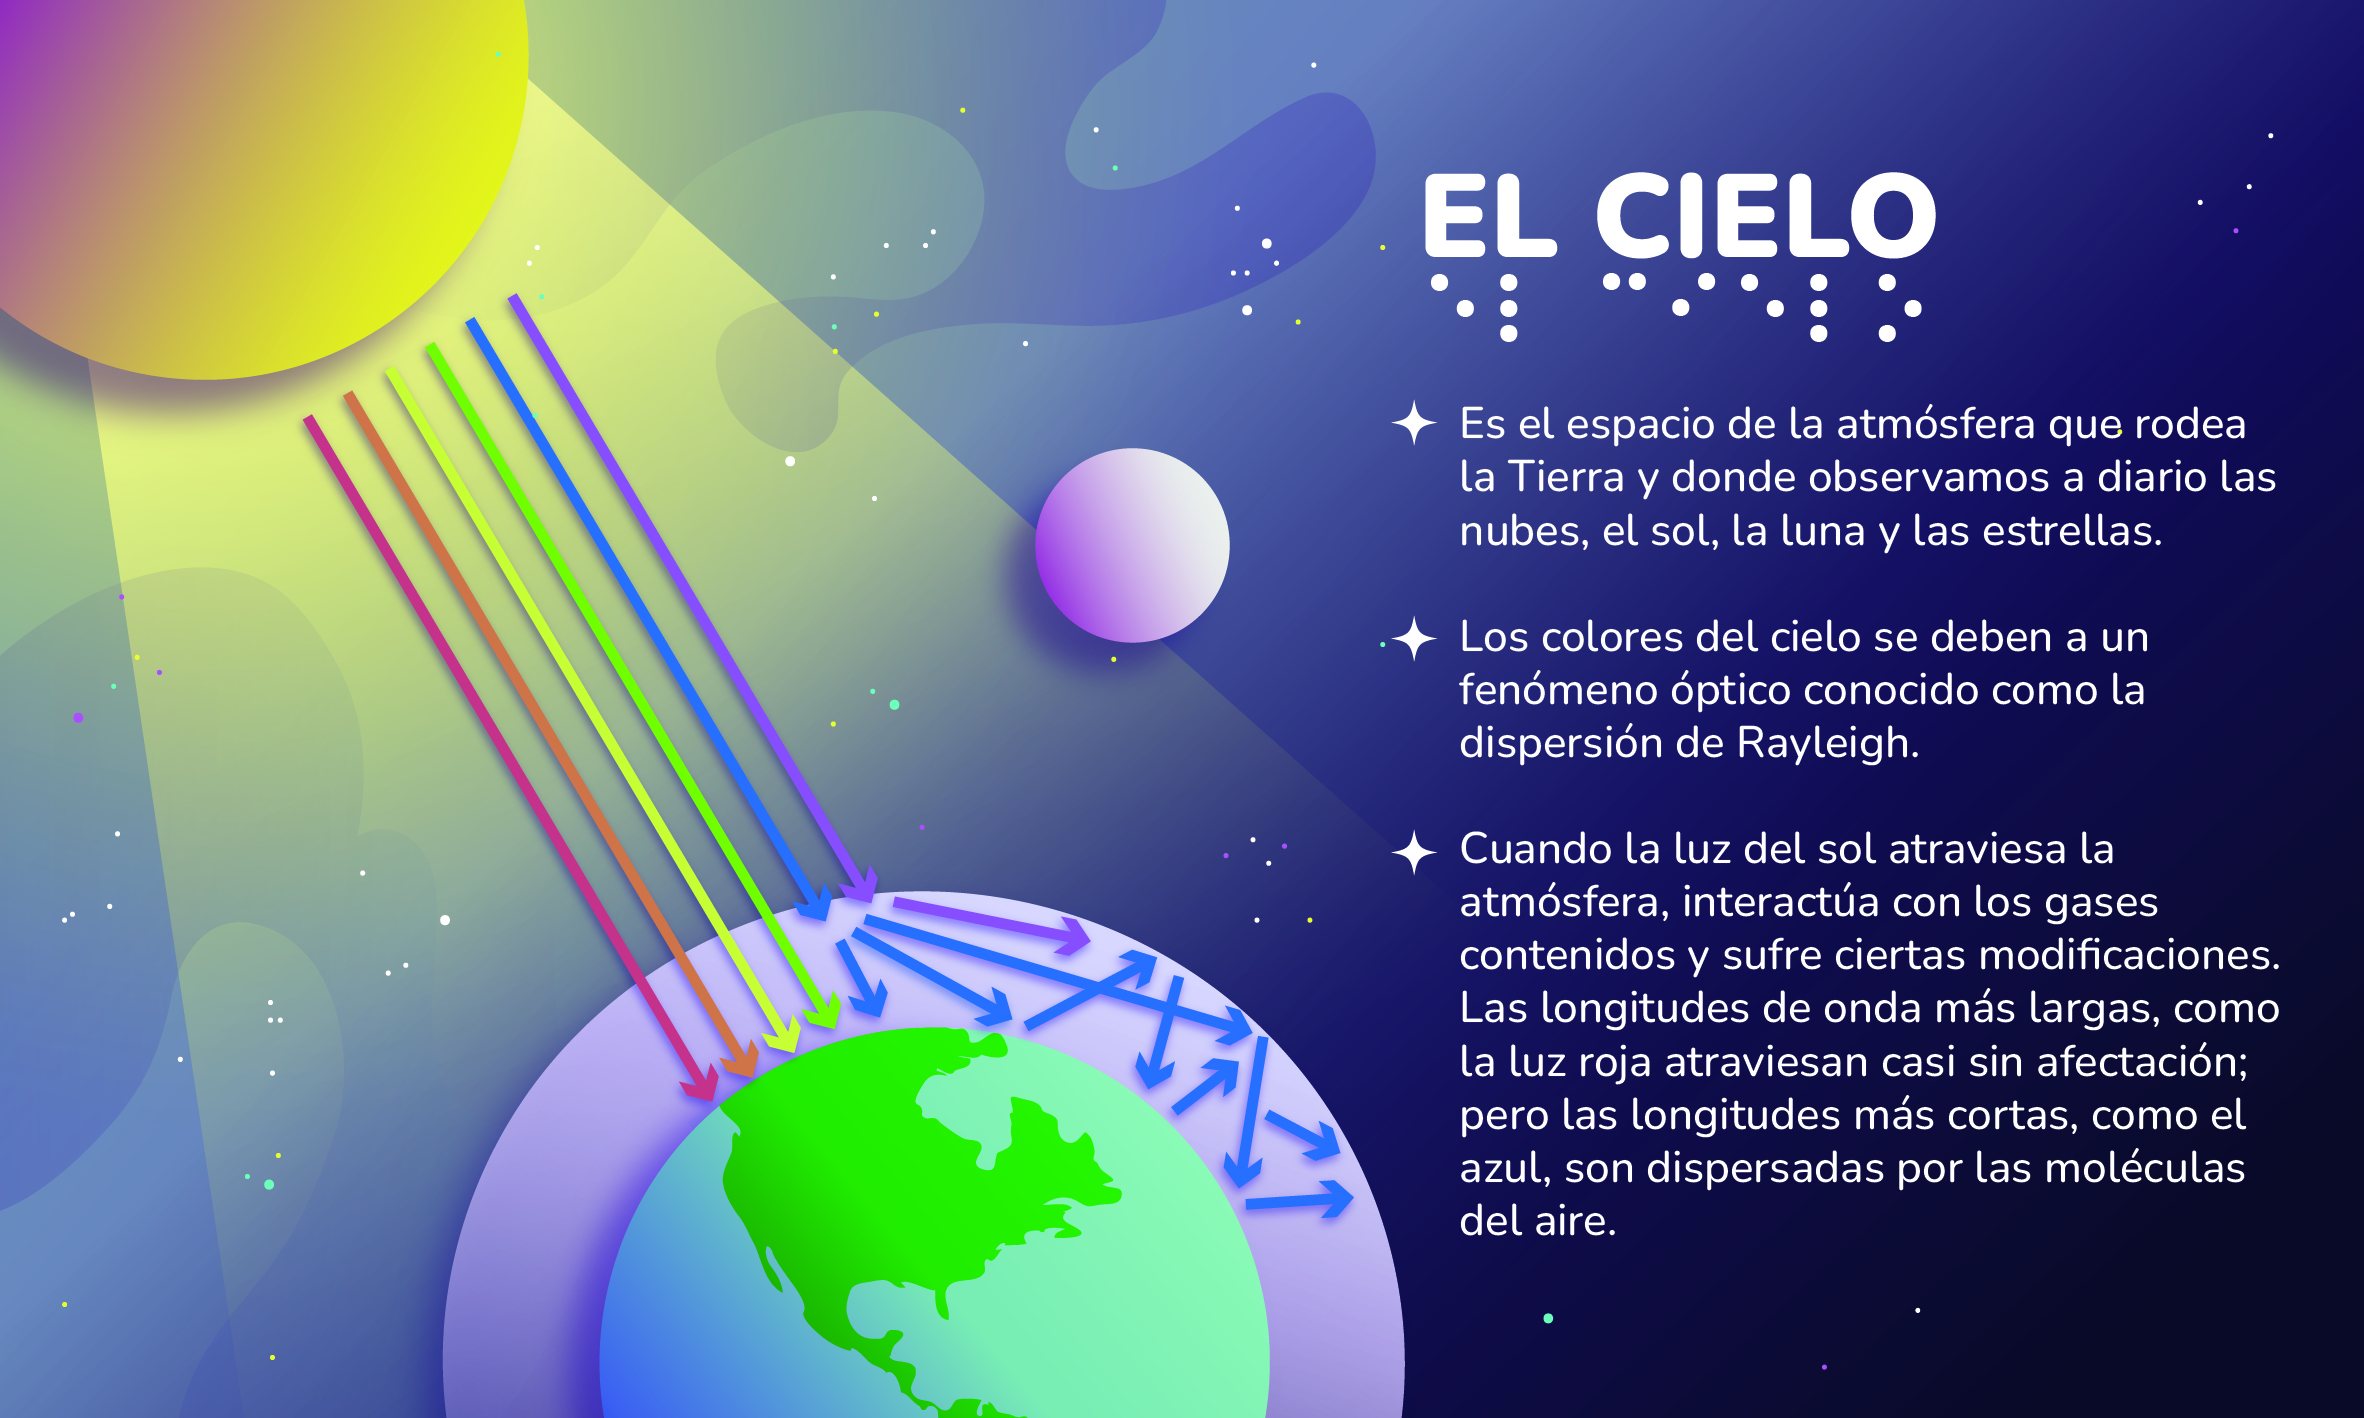 EL CIELO
⠑⠇ ⠉⠊⠑⠇⠕
Es el espacio de la atmósfera que rodea
la Tierra y donde observamos a diario las
nubes, el sol, la luna y las estrellas.
Los colores del cielo se deben a un
fenómeno óptico conocido como la
dispersión de Rayleigh.
Cuando la luz del sol atraviesa la
atmósfera, interactúa con los gases
contenidos y sufre ciertas modificaciones.
Las longitudes de onda más largas, como
la luz roja atraviesan casi sin afectación;
pero las longitudes más cortas, como el
azul, son dispersadas por las moléculas
del aire.